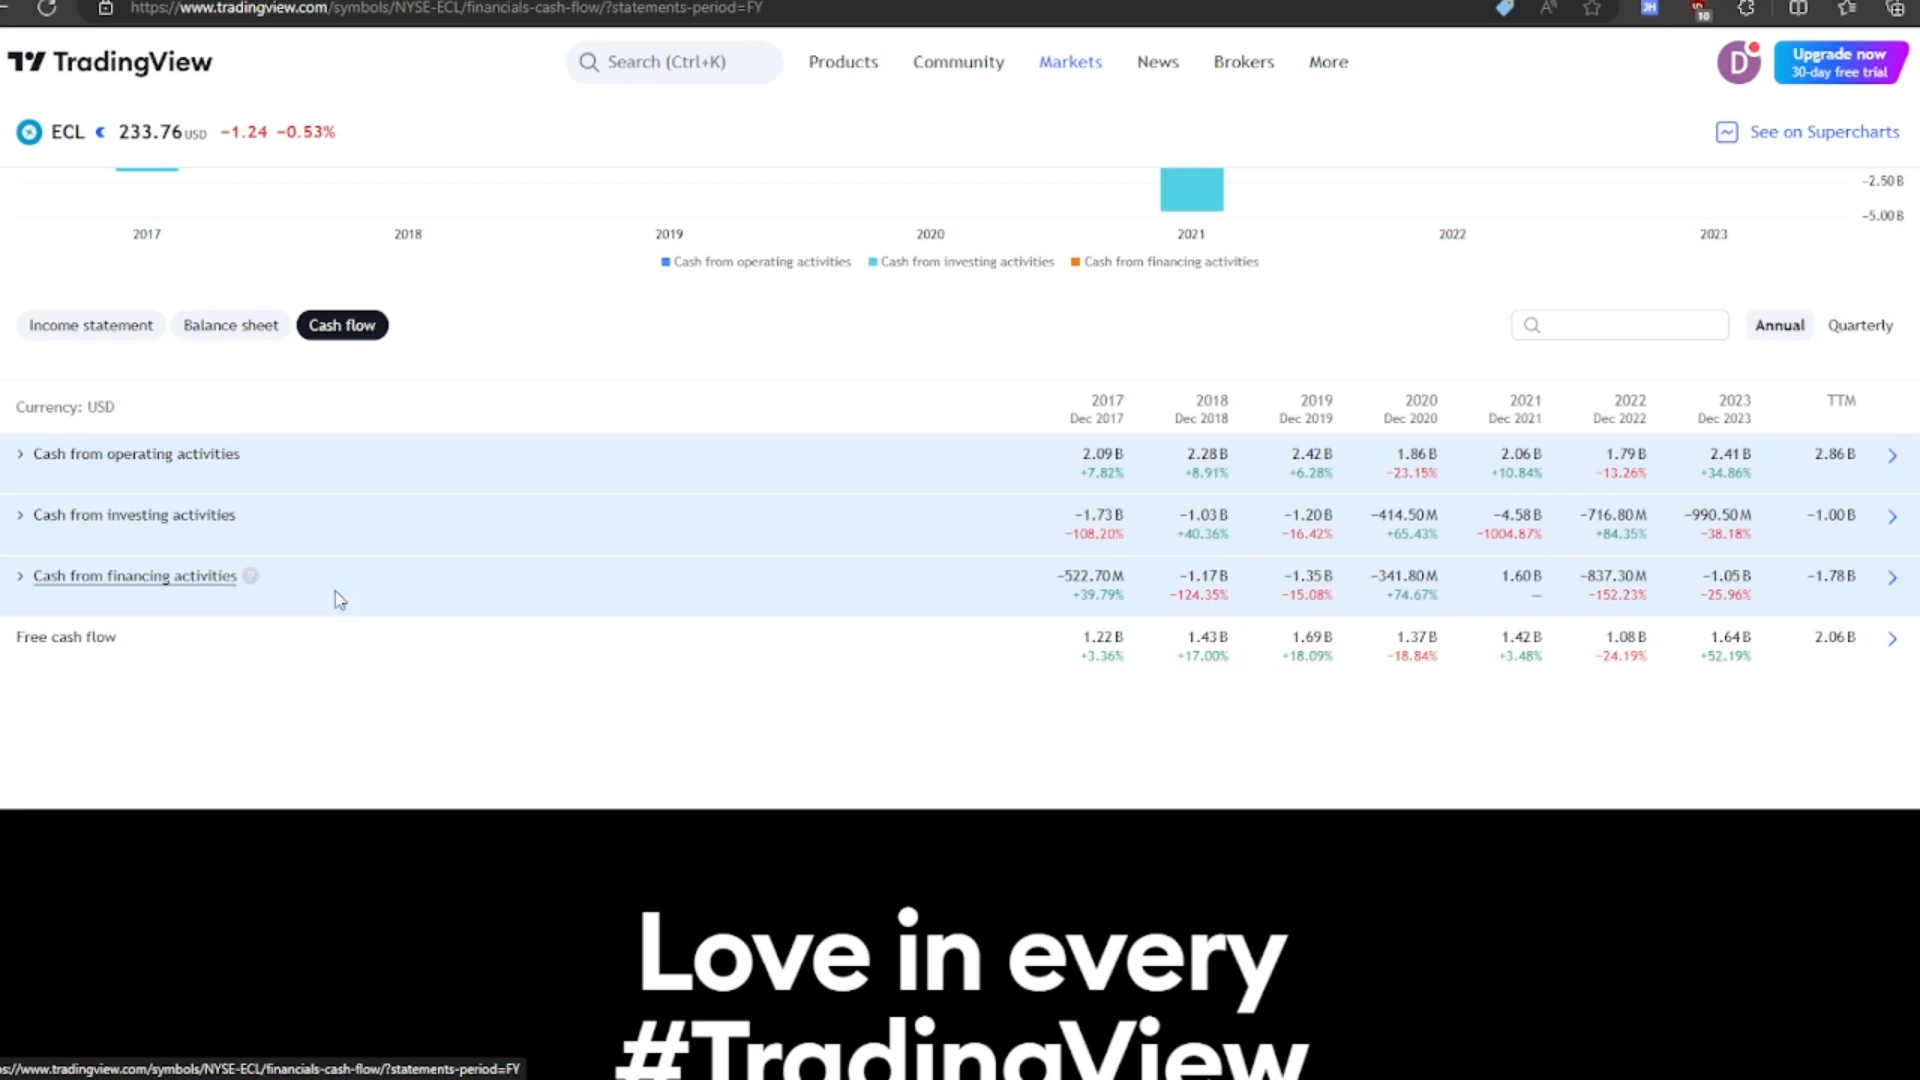 https://www.tradingview.com/symbols/NYSE-ECL/financials-cash-flow/?statements-period=FY
A
JH
10
TradingView
Search (Ctrl+K)
Products Community Markets News Brokers More
D
Upgrade now
30-day free trial
ECL 233.76 USD −1.24 −0.53%
See on Supercharts
−2.50 B
−5.00 B
2017 2018 2019 2020 2021 2022 2023
Cash from operating activities Cash from investing activities Cash from financing activities
Income statement Balance sheet Cash flow
Annual Quarterly
Currency: USD
2017 2018 2019 2020 2021 2022 2023 TTM
Dec 2017 Dec 2018 Dec 2019 Dec 2020 Dec 2021 Dec 2022 Dec 2023
Cash from operating activities 2.09 B 2.28 B 2.42 B 1.86 B 2.06 B 1.79 B 2.41 B 2.86 B
+7.82% +8.91% +6.28% −23.15% +10.84% −13.26% +34.86%
Cash from investing activities −1.73 B −1.03 B −1.20 B −414.50 M −4.58 B −716.80 M −990.50 M −1.00 B
−108.20% +40.36% −16.42% +65.43% −1004.87% +84.35% −38.18%
Cash from financing activities ? −522.70 M −1.17 B −1.35 B −341.80 M 1.60 B −837.30 M −1.05 B −1.78 B
+39.79% −124.35% −15.08% +74.67% — −152.23% −25.96%
Free cash flow 1.22 B 1.43 B 1.69 B 1.37 B 1.42 B 1.08 B 1.64 B 2.06 B
+3.36% +17.00% +18.09% −18.84% +3.48% −24.19% +52.19%
Love in every
#TradingView
s://www.tradingview.com/symbols/NYSE-ECL/financials-cash-flow/?statements-period=FY